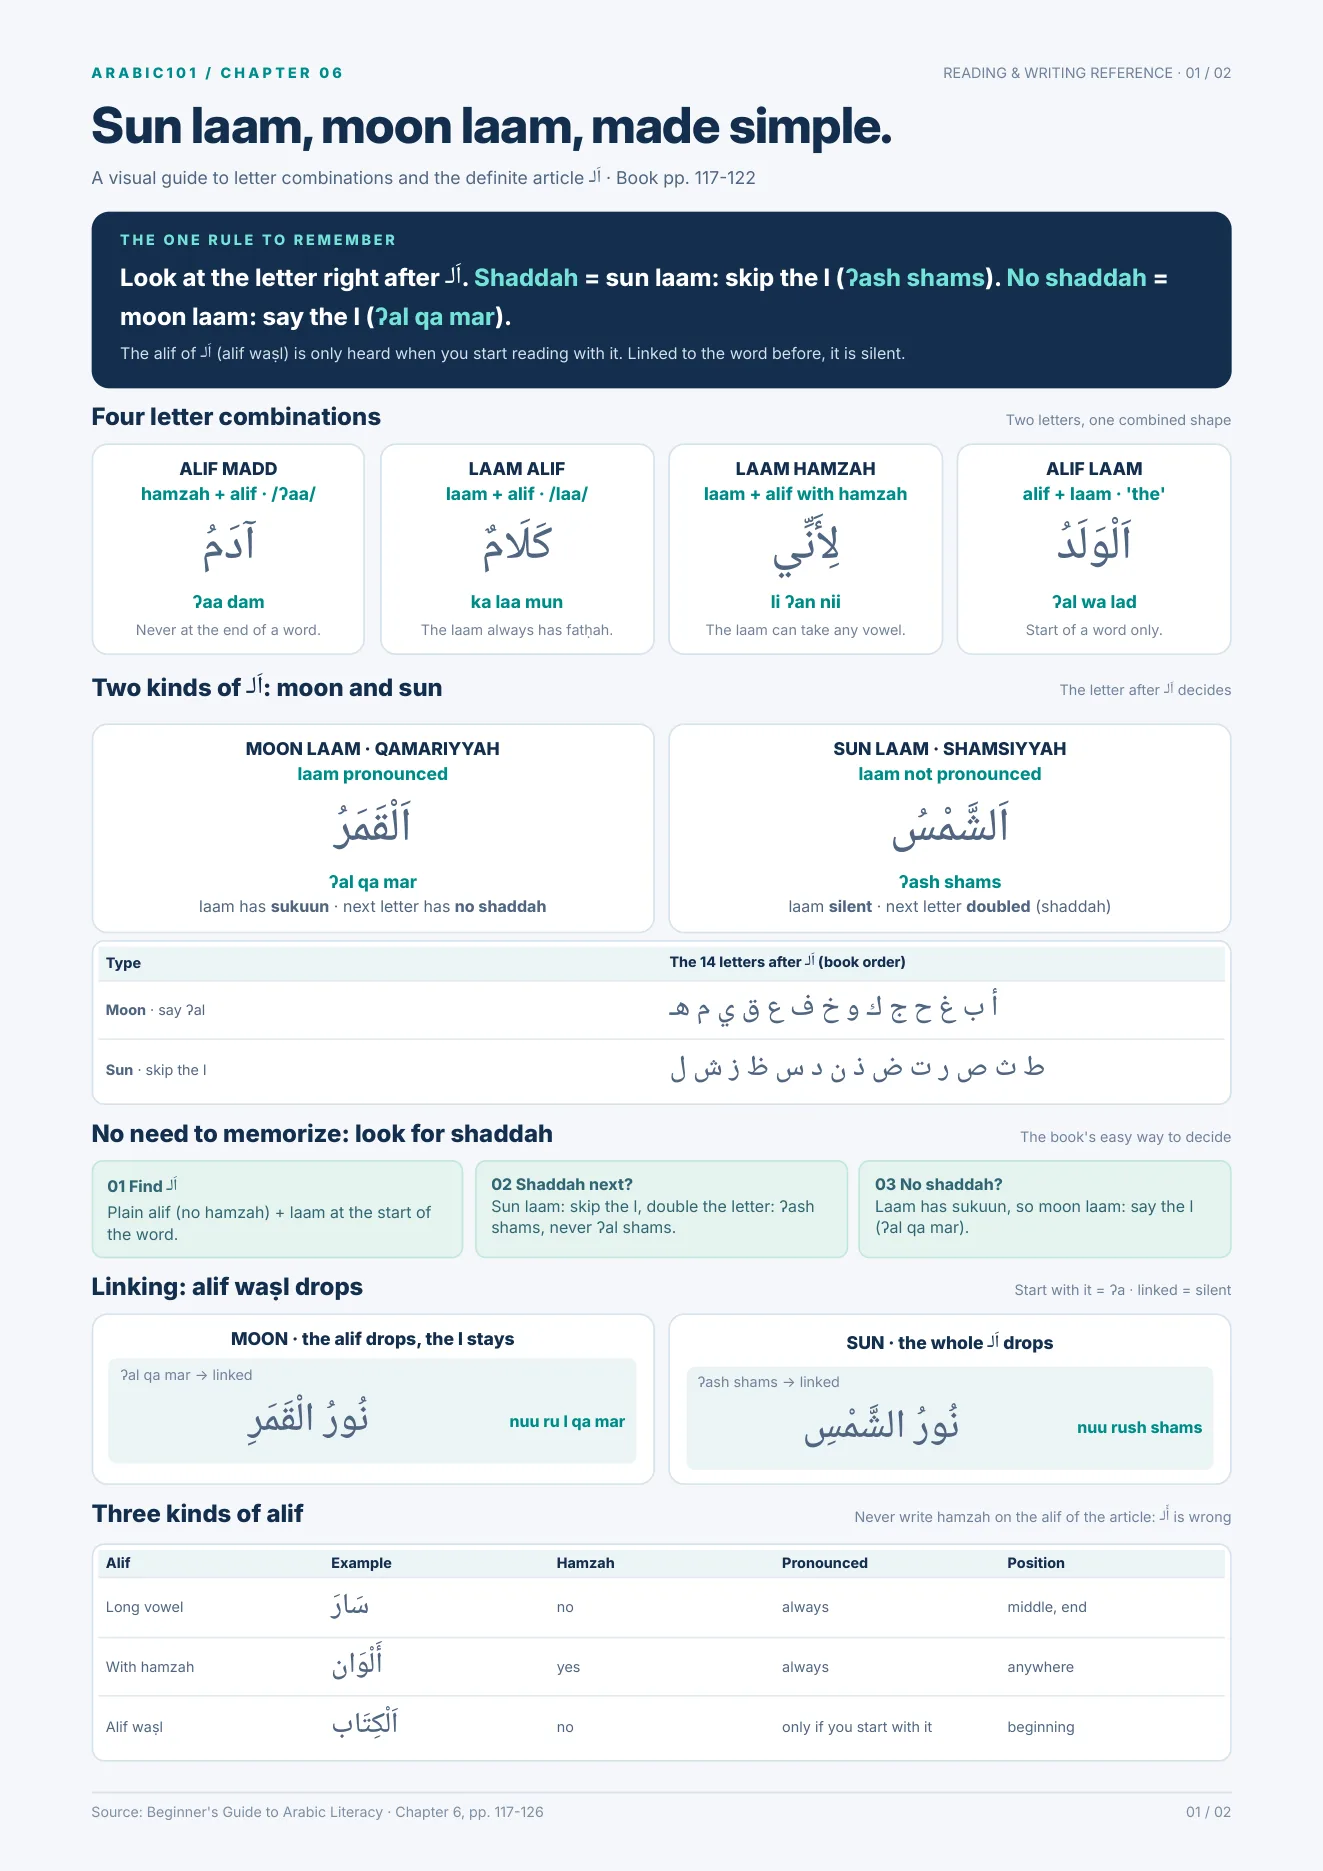 ARABIC101 / CHAPTER 06
READING & WRITING REFERENCE · 01 / 02
Sun laam, moon laam, made simple.
A visual guide to letter combinations and the definite article اَلـ · Book pp. 117-122
THE ONE RULE TO REMEMBER
Look at the letter right after اَلـ. Shaddah = sun laam: skip the l (ʔash shams). No shaddah =
moon laam: say the l (ʔal qa mar).
The alif of اَلـ (alif waṣl) is only heard when you start reading with it. Linked to the word before, it is silent.
Four letter combinations
Two letters, one combined shape
ALIF MADD
hamzah + alif · /ʔaa/
آدَمُ
ʔaa dam
Never at the end of a word.
LAAM ALIF
laam + alif · /laa/
كَلَامٌ
ka laa mun
The laam always has fatḥah.
LAAM HAMZAH
laam + alif with hamzah
لِأَنِّي
li ʔan nii
The laam can take any vowel.
ALIF LAAM
alif + laam · 'the'
اَلْوَلَدُ
ʔal wa lad
Start of a word only.
Two kinds of اَلـ: moon and sun
The letter after اَلـ decides
MOON LAAM · QAMARIYYAH
laam pronounced
اَلْقَمَرُ
ʔal qa mar
laam has sukuun · next letter has no shaddah
SUN LAAM · SHAMSIYYAH
laam not pronounced
اَلشَّمْسُ
ʔash shams
laam silent · next letter doubled (shaddah)
Type
The 14 letters after اَلـ (book order)
Moon · say ʔal
أ ب غ ح ج ك و خ ف ع ق ي م هـ
Sun · skip the l
ط ث ص ر ت ض ذ ن د س ظ ز ش ل
No need to memorize: look for shaddah
The book's easy way to decide
01 Find اَلـ
Plain alif (no hamzah) + laam at the start of
the word.
02 Shaddah next?
Sun laam: skip the l, double the letter: ʔash
shams, never ʔal shams.
03 No shaddah?
Laam has sukuun, so moon laam: say the l
(ʔal qa mar).
Linking: alif waṣl drops
Start with it = ʔa · linked = silent
MOON · the alif drops, the l stays
ʔal qa mar → linked
نُورُ الْقَمَرِ
nuu ru l qa mar
SUN · the whole اَلـ drops
ʔash shams → linked
نُورُ الشَّمْسِ
nuu rush shams
Three kinds of alif
Never write hamzah on the alif of the article: أَلـ is wrong
Alif Example Hamzah Pronounced Position
Long vowel سَارَ no always middle, end
With hamzah أَلْوَان yes always anywhere
Alif waṣl اَلْكِتَاب no only if you start with it beginning
Source: Beginner's Guide to Arabic Literacy · Chapter 6, pp. 117-126
01 / 02